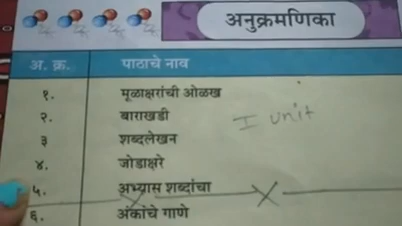 अनुक्रमणिका
अ. क्र. पाठाचे नाव
१. मूळाक्षरांची ओळख
२. बाराखडी
I unit
३ शब्दलेखन
४. जोडाक्षरे
५. अभ्यास शब्दांचा
६. अंकांचे गाणे